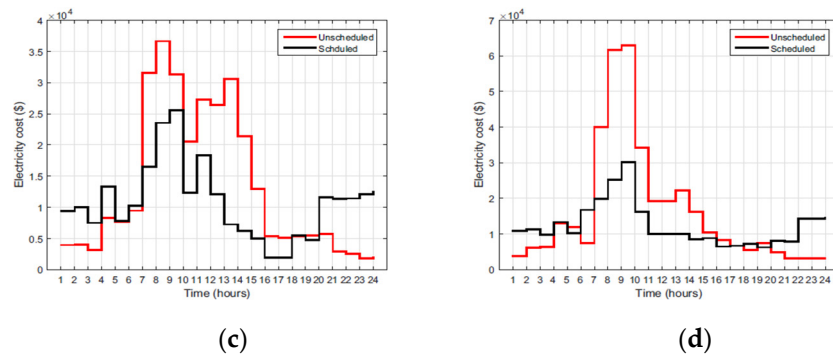 ×10⁴
4
3.5
3
2.5
2
1.5
1
0.5
0
Electricity cost ($)
Unscheduled
Schduled
1 2 3 4 5 6 7 8 9 10 11 12 13 14 15 16 17 18 19 20 21 22 23 24
Time (hours)
(c)
×10⁴
7
6
5
4
3
2
1
0
Electricity cost ($)
Unscheduled
Scheduled
1 2 3 4 5 6 7 8 9 10 11 12 13 14 15 16 17 18 19 20 21 22 23 24
Time (hours)
(d)